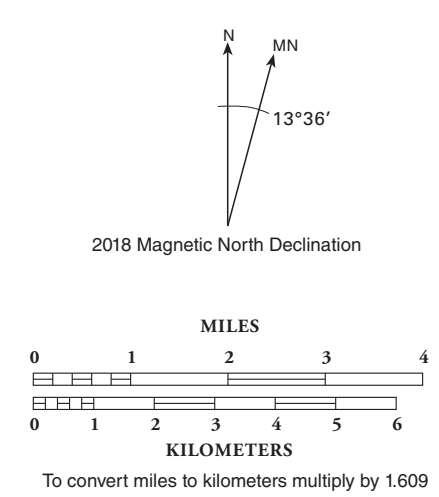 N
MN
13°36′
2018 Magnetic North Declination
MILES
0 1 2 3 4
0 1 2 3 4 5 6
KILOMETERS
To convert miles to kilometers multiply by 1.609